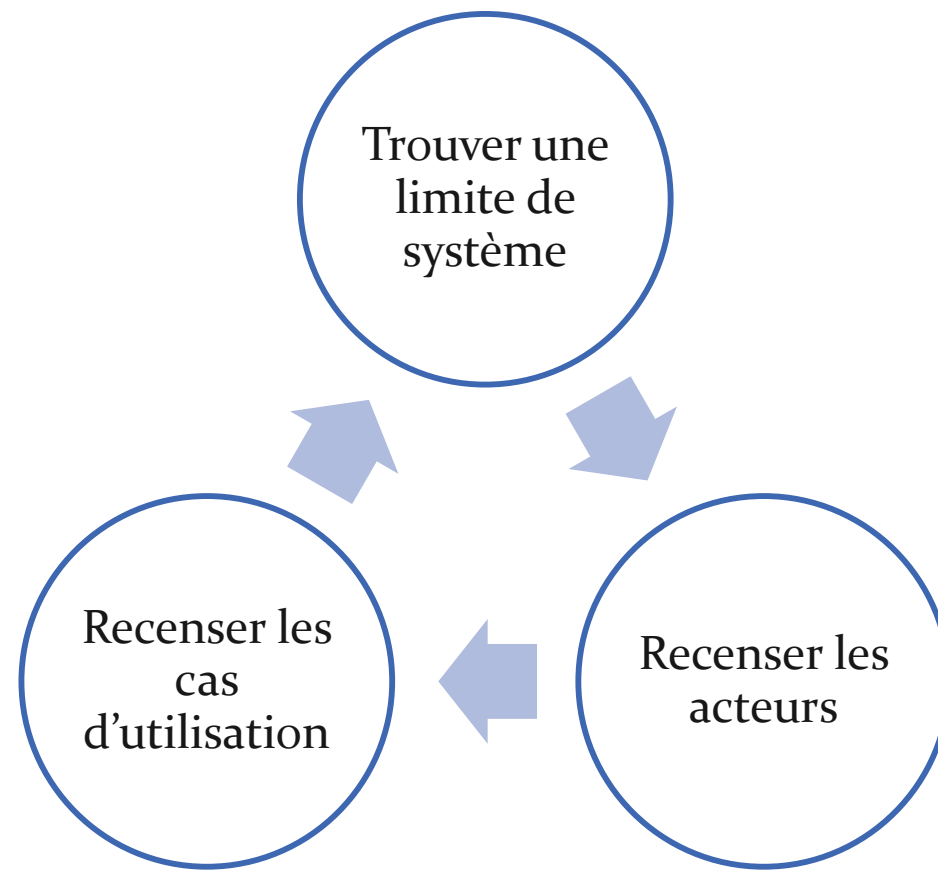 Trouver une
limite de
système
Recenser les
acteurs
Recenser les
cas
d’utilisation